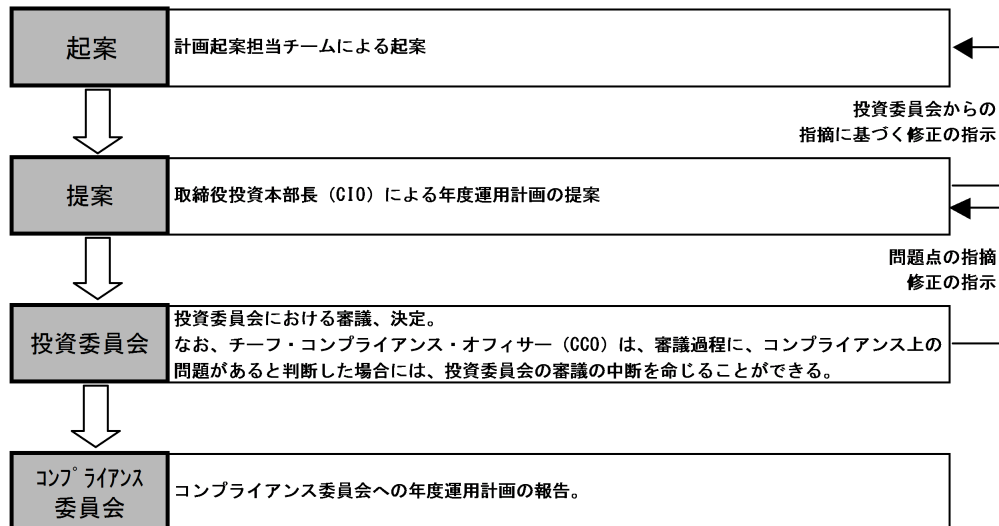 起案
計画起案担当チームによる起案
投資委員会からの
指摘に基づく修正の指示
提案
取締役投資本部長（CIO）による年度運用計画の提案
問題点の指摘
修正の指示
投資委員会
投資委員会における審議、決定。
なお、チーフ・コンプライアンス・オフィサー（CCO）は、審議過程に、コンプライアンス上の
問題があると判断した場合には、投資委員会の審議の中断を命じることができる。
ｺﾝﾌﾟﾗｲｱﾝｽ
委員会
コンプライアンス委員会への年度運用計画の報告。